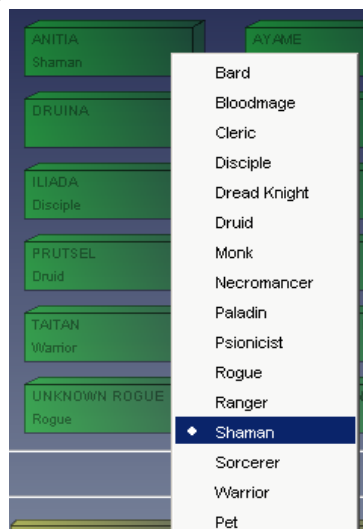 ANITIA
Shaman
AYAME
DRUINA
ILIADA
Disciple
PRUTSEL
Druid
TAITAN
Warrior
UNKNOWN ROGUE
Rogue
Bard
Bloodmage
Cleric
Disciple
Dread Knight
Druid
Monk
Necromancer
Paladin
Psionicist
Rogue
Ranger
Shaman
Sorcerer
Warrior
Pet